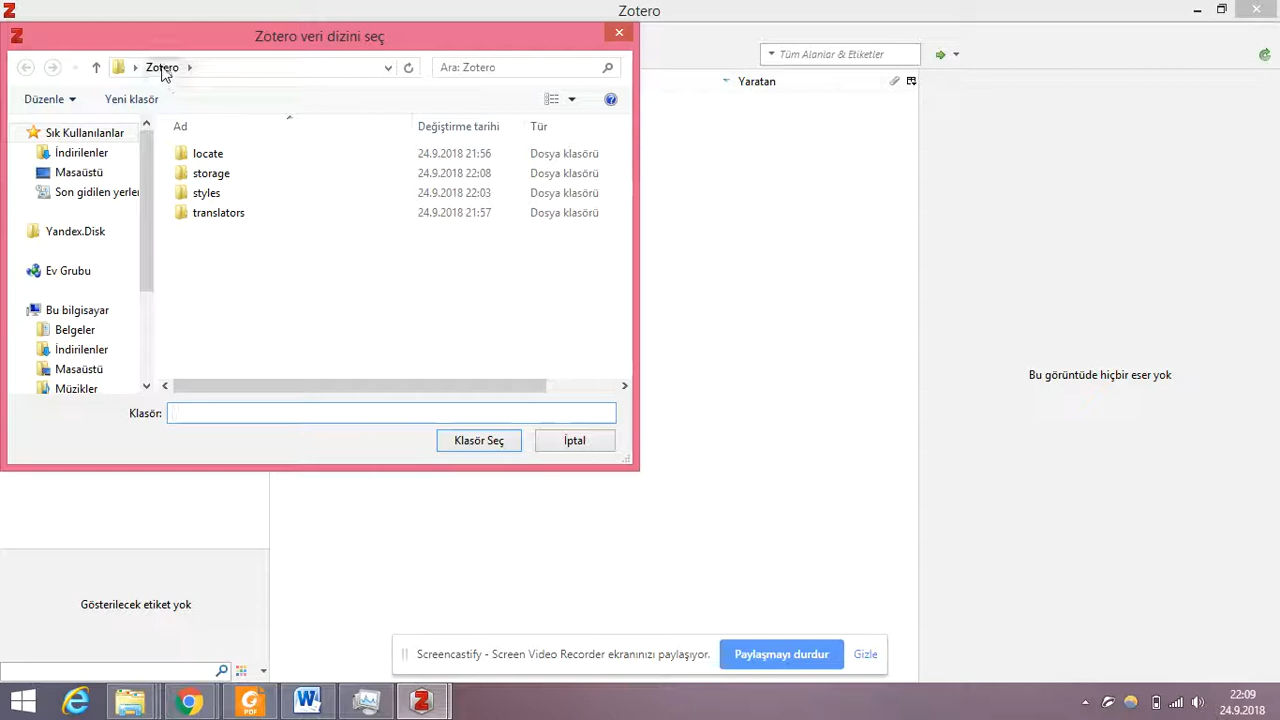 Zotero
Zotero veri dizini seç
Zotero
Ara: Zotero
Tüm Alanlar & Etiketler
Düzenle
Yeni klasör
Yaratan
Ad
Değiştirme tarihi
Tür
Sık Kullanılanlar
İndirilenler
Masaüstü
Son gidilen yerler
Yandex.Disk
Ev Grubu
Bu bilgisayar
Belgeler
İndirilenler
Masaüstü
Müzikler
locate 24.9.2018 21:56 Dosya klasörü
storage 24.9.2018 22:08 Dosya klasörü
styles 24.9.2018 22:03 Dosya klasörü
translators 24.9.2018 21:57 Dosya klasörü
Klasör:
Klasör Seç
İptal
Bu görüntüde hiçbir eser yok
Gösterilecek etiket yok
Screencastify - Screen Video Recorder ekranınızı paylaşıyor.
Paylaşmayı durdur
Gizle
22:09
24.9.2018